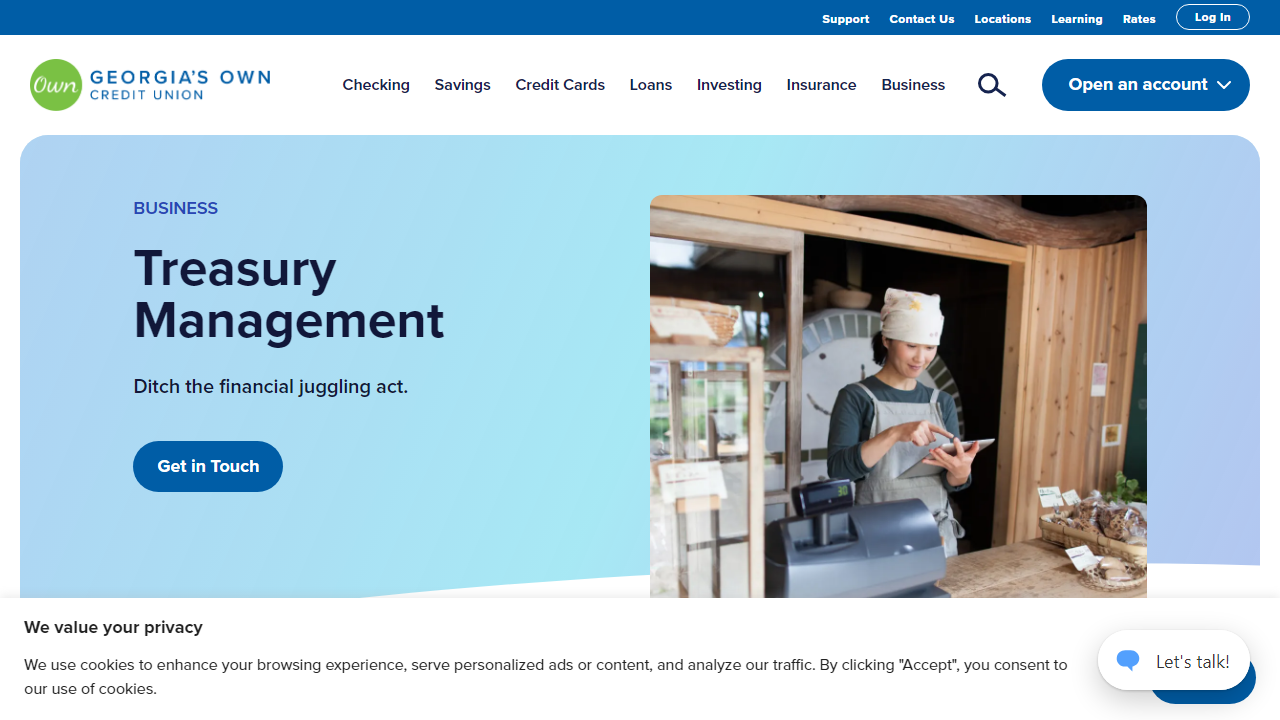 Support Contact Us Locations Learning Rates Log In
Own GEORGIA'S OWN
CREDIT UNION
Checking Savings Credit Cards Loans Investing Insurance Business Open an account
BUSINESS
Treasury
Management
Ditch the financial juggling act.
Get in Touch
We value your privacy
We use cookies to enhance your browsing experience, serve personalized ads or content, and analyze our traffic. By clicking "Accept", you consent to
our use of cookies.
Let's talk!